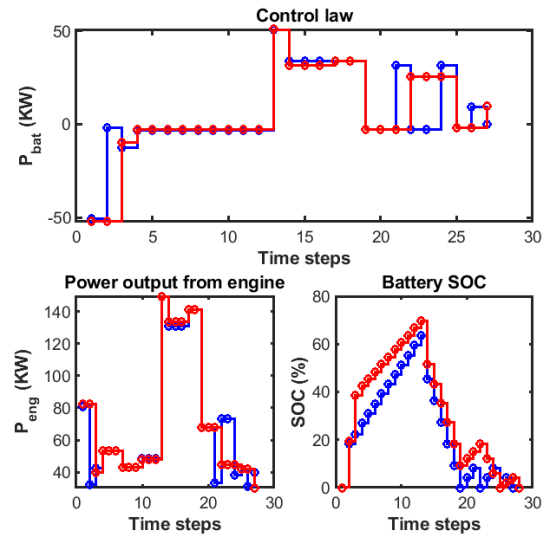 Control law
50
0
-50
P_bat (KW)
0 5 10 15 20 25 30
Time steps
Power output from engine
140
120
100
80
60
40
P_eng (KW)
0 10 20 30
Time steps
Battery SOC
80
60
40
20
0
SOC (%)
0 10 20 30
Time steps